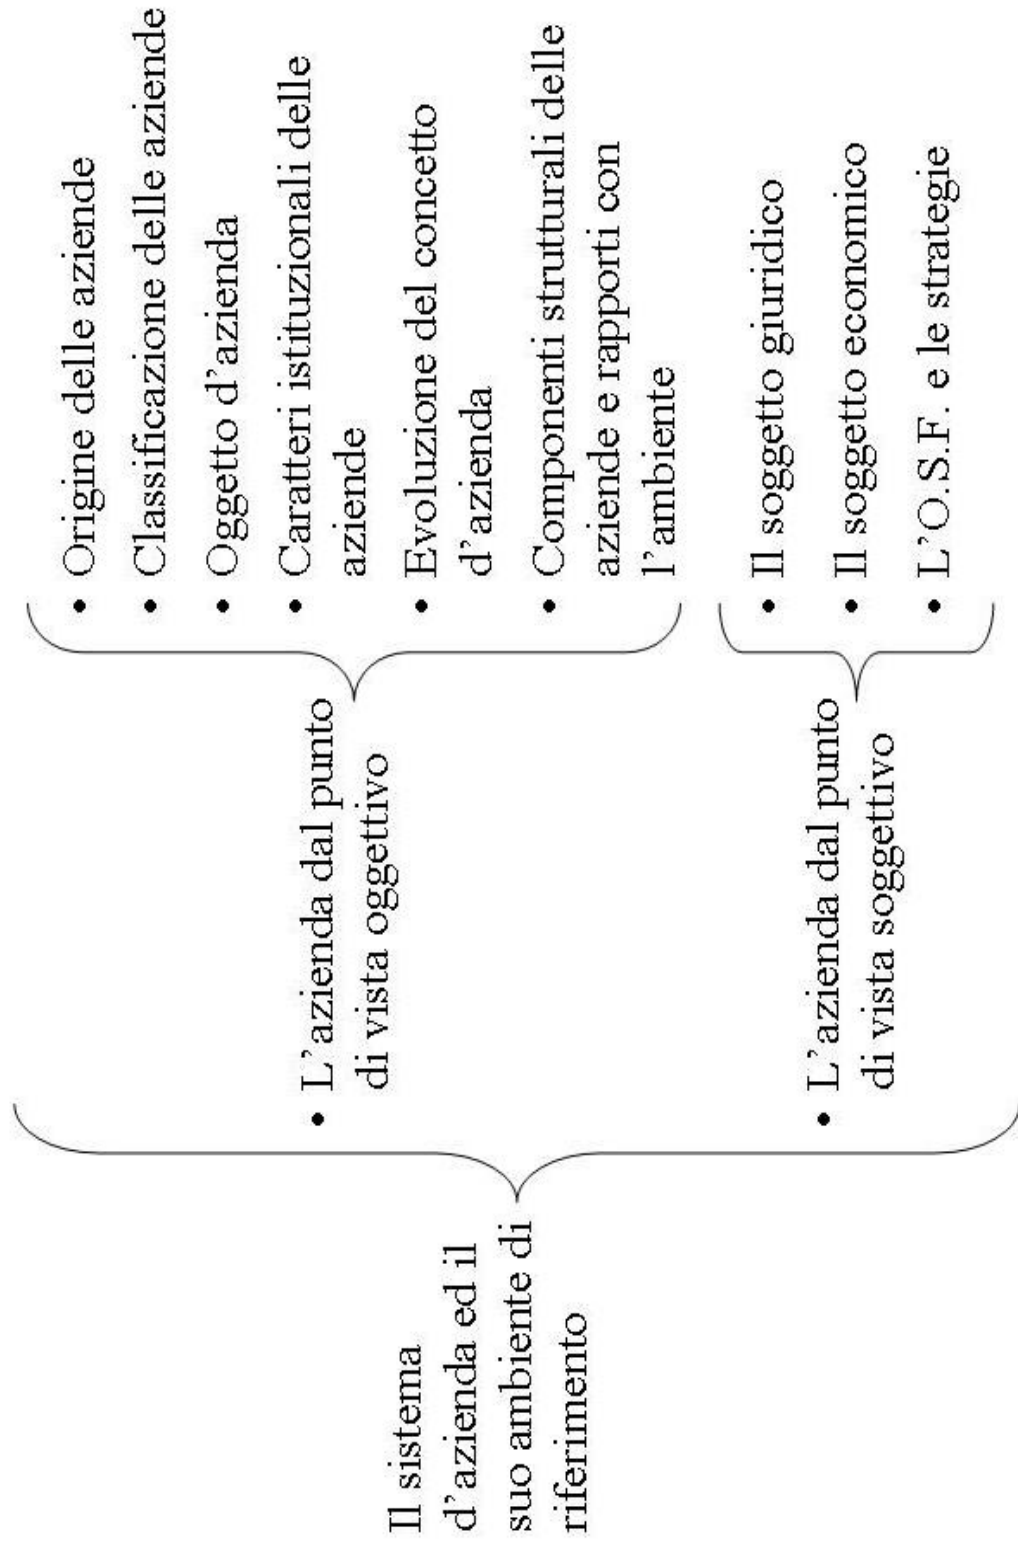 Il sistema
d'azienda ed il
suo ambiente di
riferimento
• L'azienda dal punto
di vista oggettivo
• Origine delle aziende
• Classificazione delle aziende
• Oggetto d'azienda
• Caratteri istituzionali delle
aziende
• Evoluzione del concetto
d'azienda
• Componenti strutturali delle
aziende e rapporti con
l'ambiente
• L'azienda dal punto
di vista soggettivo
• Il soggetto giuridico
• Il soggetto economico
• L'O.S.F. e le strategie